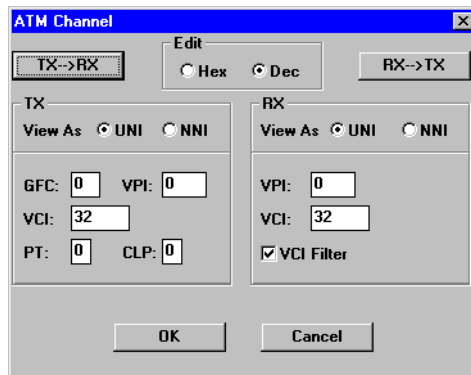 ATM Channel
Edit
TX-->RX
Hex Dec
RX-->TX
TX
View As UNI NNI
GFC: 0 VPI: 0
VCI: 32
PT: 0 CLP: 0
RX
View As UNI NNI
VPI: 0
VCI: 32
VCI Filter
OK
Cancel